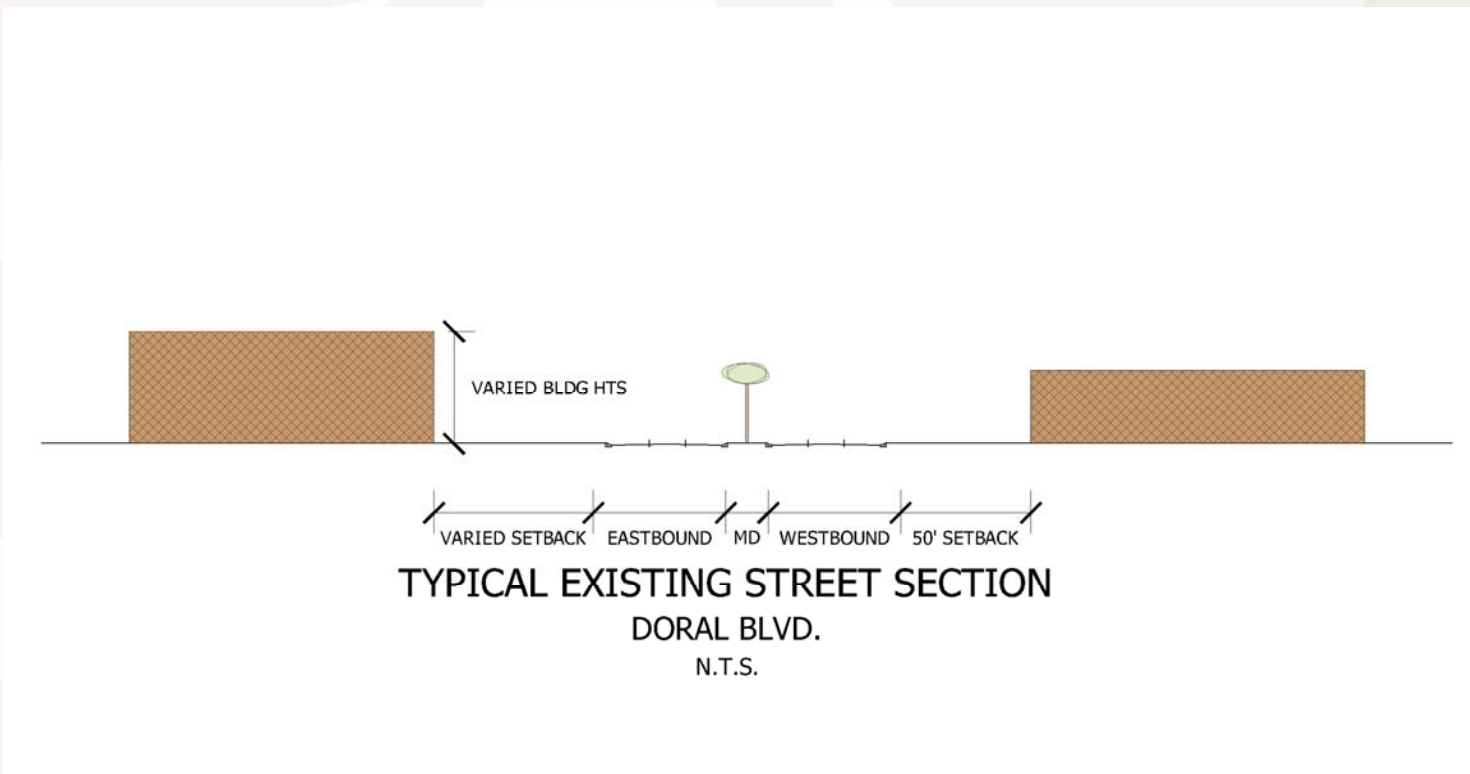 VARIED BLDG HTS
VARIED SETBACK EASTBOUND MD WESTBOUND 50' SETBACK
TYPICAL EXISTING STREET SECTION
DORAL BLVD.
N.T.S.